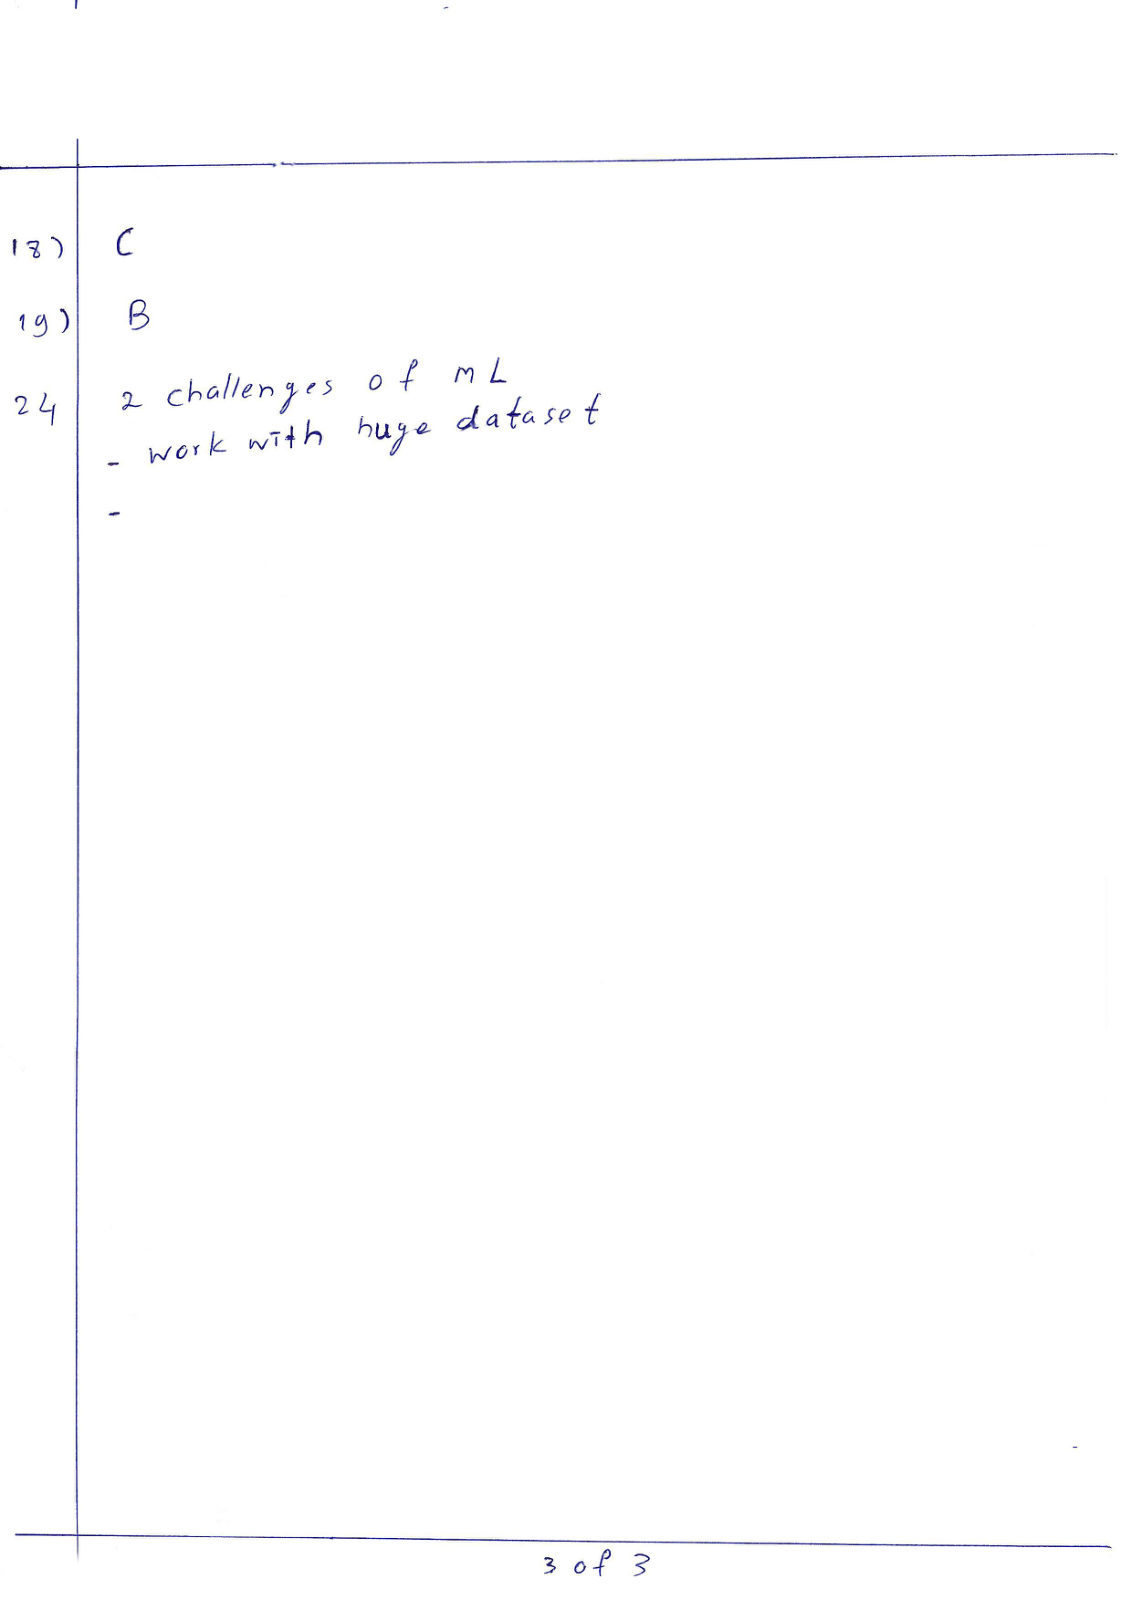 18) C
19) B
24 2 challenges of mL
- work with huge dataset
-
3 of 3